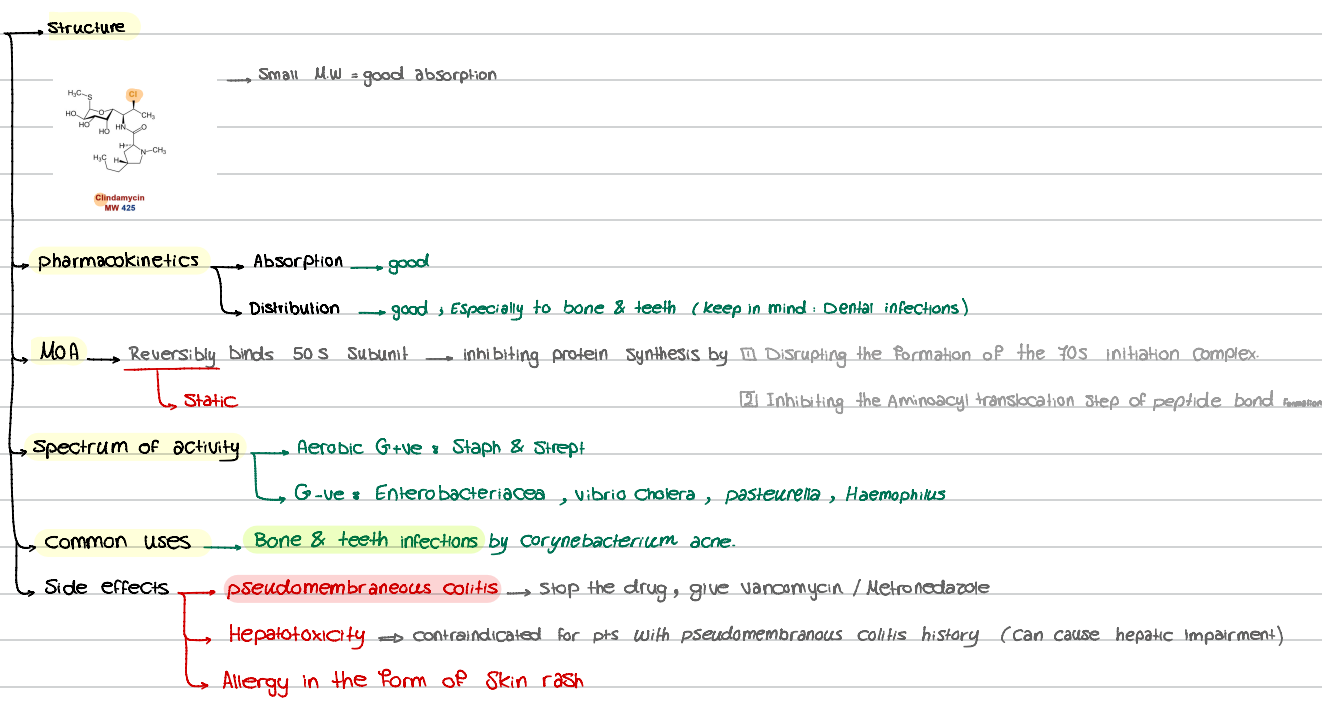 Structure
Small M.W = good absorption
H₃C
S
Cl
O
CH₃
HO
HO
HN
O
HO
H
N
CH₃
H₃C
H
Clindamycin
MW 425
pharmacokinetics Absorption good
Distribution good , Especially to bone & teeth (keep in mind : Dental infections)
MOA Reversibly binds 50S Subunit inhibiting protein synthesis by 1 Disrupting the formation of the 70s initiation complex.
Static 2 Inhibiting the Aminoacyl translocation step of peptide bond formation
Spectrum of activity Aerobic G+ve : Staph & Strept
G-ve : Enterobacteriacea , vibrio cholera , pasteurella , Haemophilus
common uses Bone & teeth infections by corynebacterium acne.
Side effects pseudomembraneous colitis Stop the drug, give vancomycin / Metronedazole
Hepatotoxicity ⇒ contraindicated for pts with pseudomembranous colitis history (can cause hepatic impairment)
Allergy in the form of skin rash